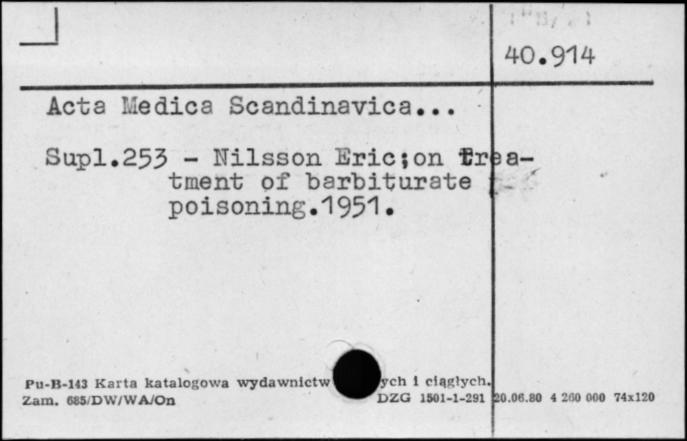 40.914
Acta Medica Scandinavica...
Supl.253 - Nilsson Eric;on trea-
tment of barbiturate
poisoning.1951.
Pu-B-143 Karta katalogowa wydawnictw ych i ciągłych.
Zam. 685/DW/WA/On DZG 1501-1-291 20.06.80 4 260 000 74x120